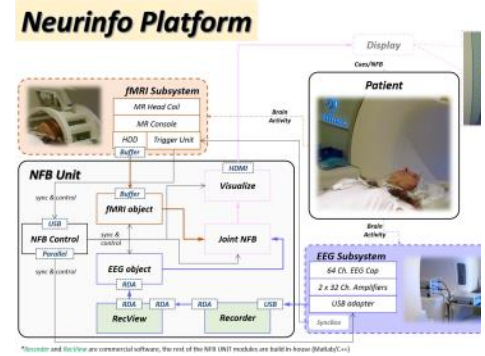 Neurinfo Platform
Display
Cues/NFB
fMRI Subsystem
MR Head Coil
MR Console
HDD
Trigger Unit
Buffer
Brain
Activity
Patient
NFB Unit
HDMI
Visualize
Buffer
fMRI object
sync & control
USB
NFB Control
Parallel
sync &
control
Joint NFB
sync & control
EEG object
RDA
RDA
RDA
RecView
RDA
USB
Recorder
Brain
Activity
EEG Subsystem
64 Ch. EEG Cap
2 x 32 Ch. Amplifiers
USB adapter
SyncBox
*Recorder and RecView are commercial software, the rest of the NFB UNIT modules are build in-house (Matlab/C++)